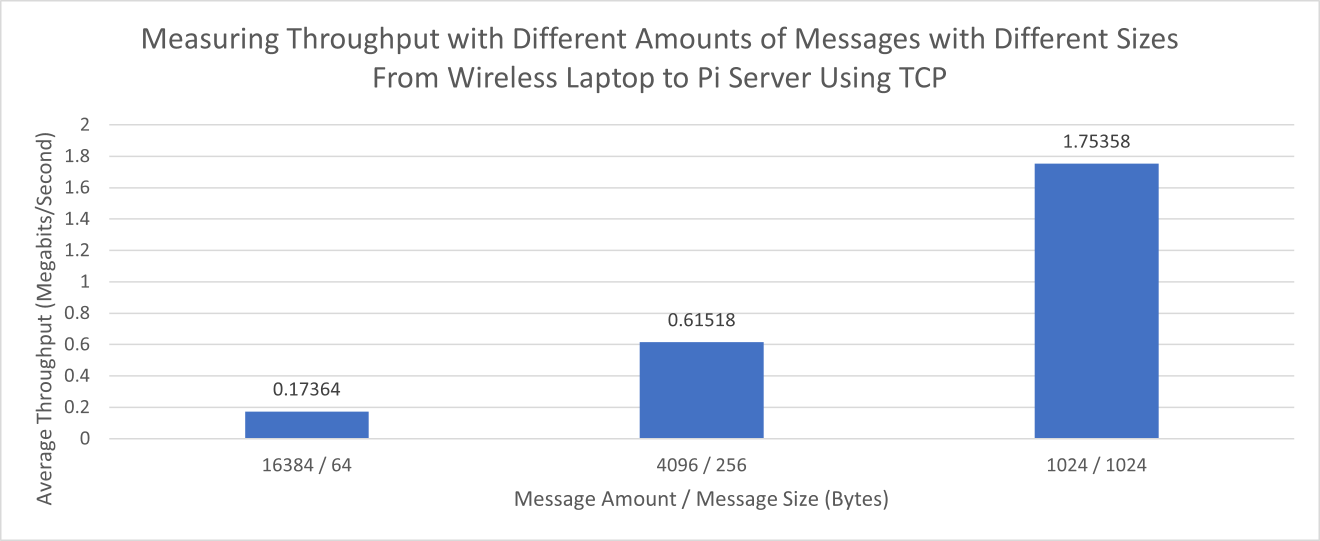 Measuring Throughput with Different Amounts of Messages with Different Sizes
From Wireless Laptop to Pi Server Using TCP
Average Throughput (Megabits/Second)
2
1.8
1.6
1.4
1.2
1
0.8
0.6
0.4
0.2
0
0.17364
0.61518
1.75358
16384 / 64
4096 / 256
1024 / 1024
Message Amount / Message Size (Bytes)